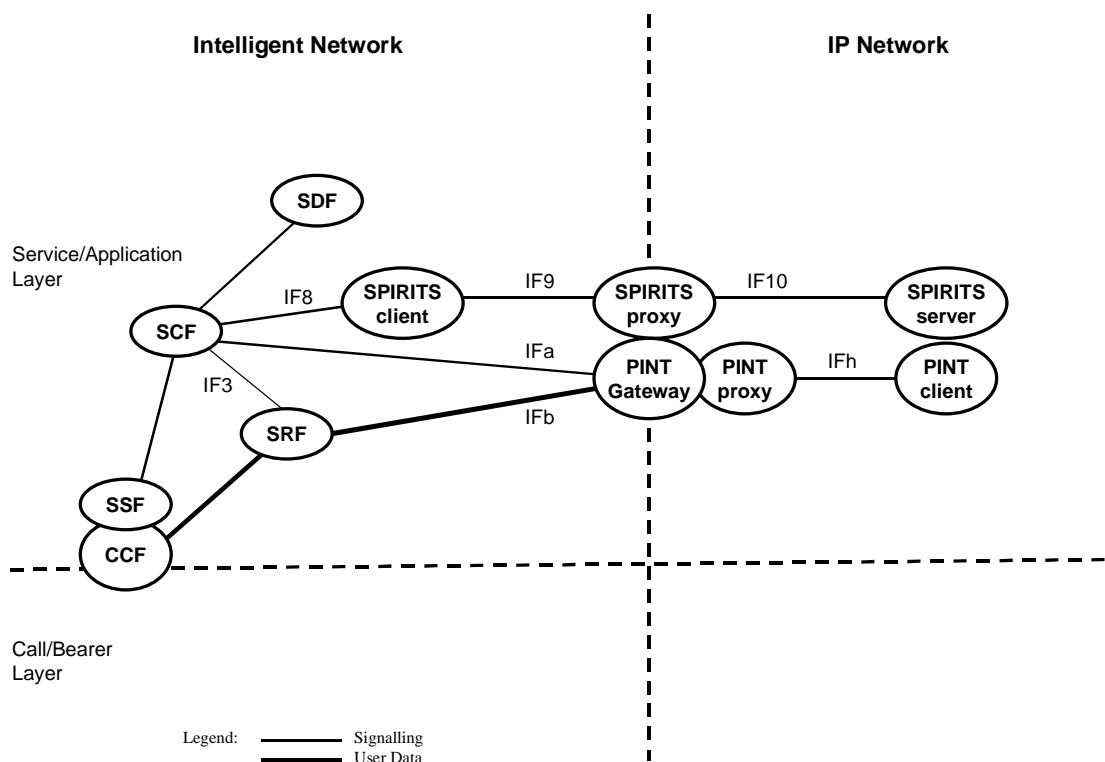 Intelligent Network
IP Network
SDF
Service/Application
Layer
IF8
SPIRITS
client
IF9
SPIRITS
proxy
IF10
SPIRITS
server
SCF
IFa
PINT
Gateway
PINT
proxy
IFh
PINT
client
IF3
IFb
SRF
SSF
CCF
Call/Bearer
Layer
Legend:
Signalling
User Data